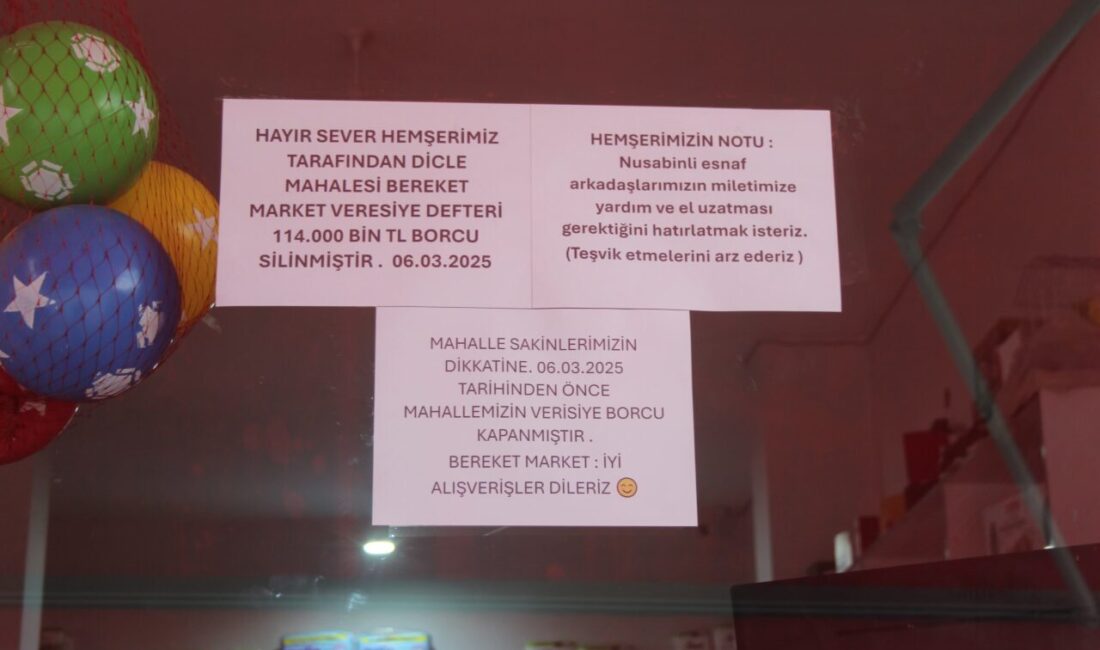 HAYIR SEVER HEMŞERİMİZ
TARAFINDAN DİCLE
MAHALESİ BEREKET
MARKET VERESİYE DEFTERİ
114.000 BİN TL BORCU
SİLİNMİŞTİR . 06.03.2025
HEMŞERİMİZİN NOTU :
Nusabinli esnaf
arkadaşlarımızın miletimize
yardım ve el uzatması
gerektiğini hatırlatmak isteriz.
(Teşvik etmelerini arz ederiz )
MAHALLE SAKİNLERİMİZİN
DİKKATİNE. 06.03.2025
TARİHİNDEN ÖNCE
MAHALLEMİZİN VERİSİYE BORCU
KAPANMIŞTIR .
BEREKET MARKET : İYİ
ALIŞVERİŞLER DİLERİZ 😊